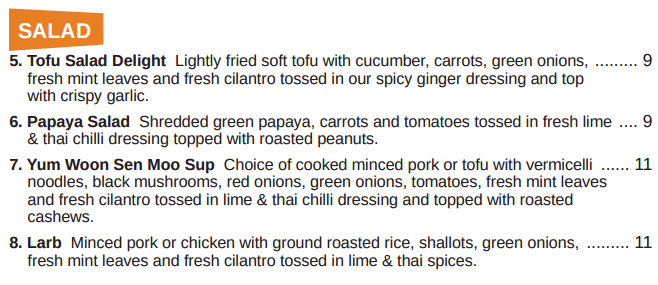 SALAD
5. Tofu Salad Delight Lightly fried soft tofu with cucumber, carrots, green onions, ......... 9
fresh mint leaves and fresh cilantro tossed in our spicy ginger dressing and top
with crispy garlic.
6. Papaya Salad Shredded green papaya, carrots and tomatoes tossed in fresh lime .... 9
& thai chilli dressing topped with roasted peanuts.
7. Yum Woon Sen Moo Sup Choice of cooked minced pork or tofu with vermicelli ...... 11
noodles, black mushrooms, red onions, green onions, tomatoes, fresh mint leaves
and fresh cilantro tossed in lime & thai chilli dressing and topped with roasted
cashews.
8. Larb Minced pork or chicken with ground roasted rice, shallots, green onions, ......... 11
fresh mint leaves and fresh cilantro tossed in lime & thai spices.